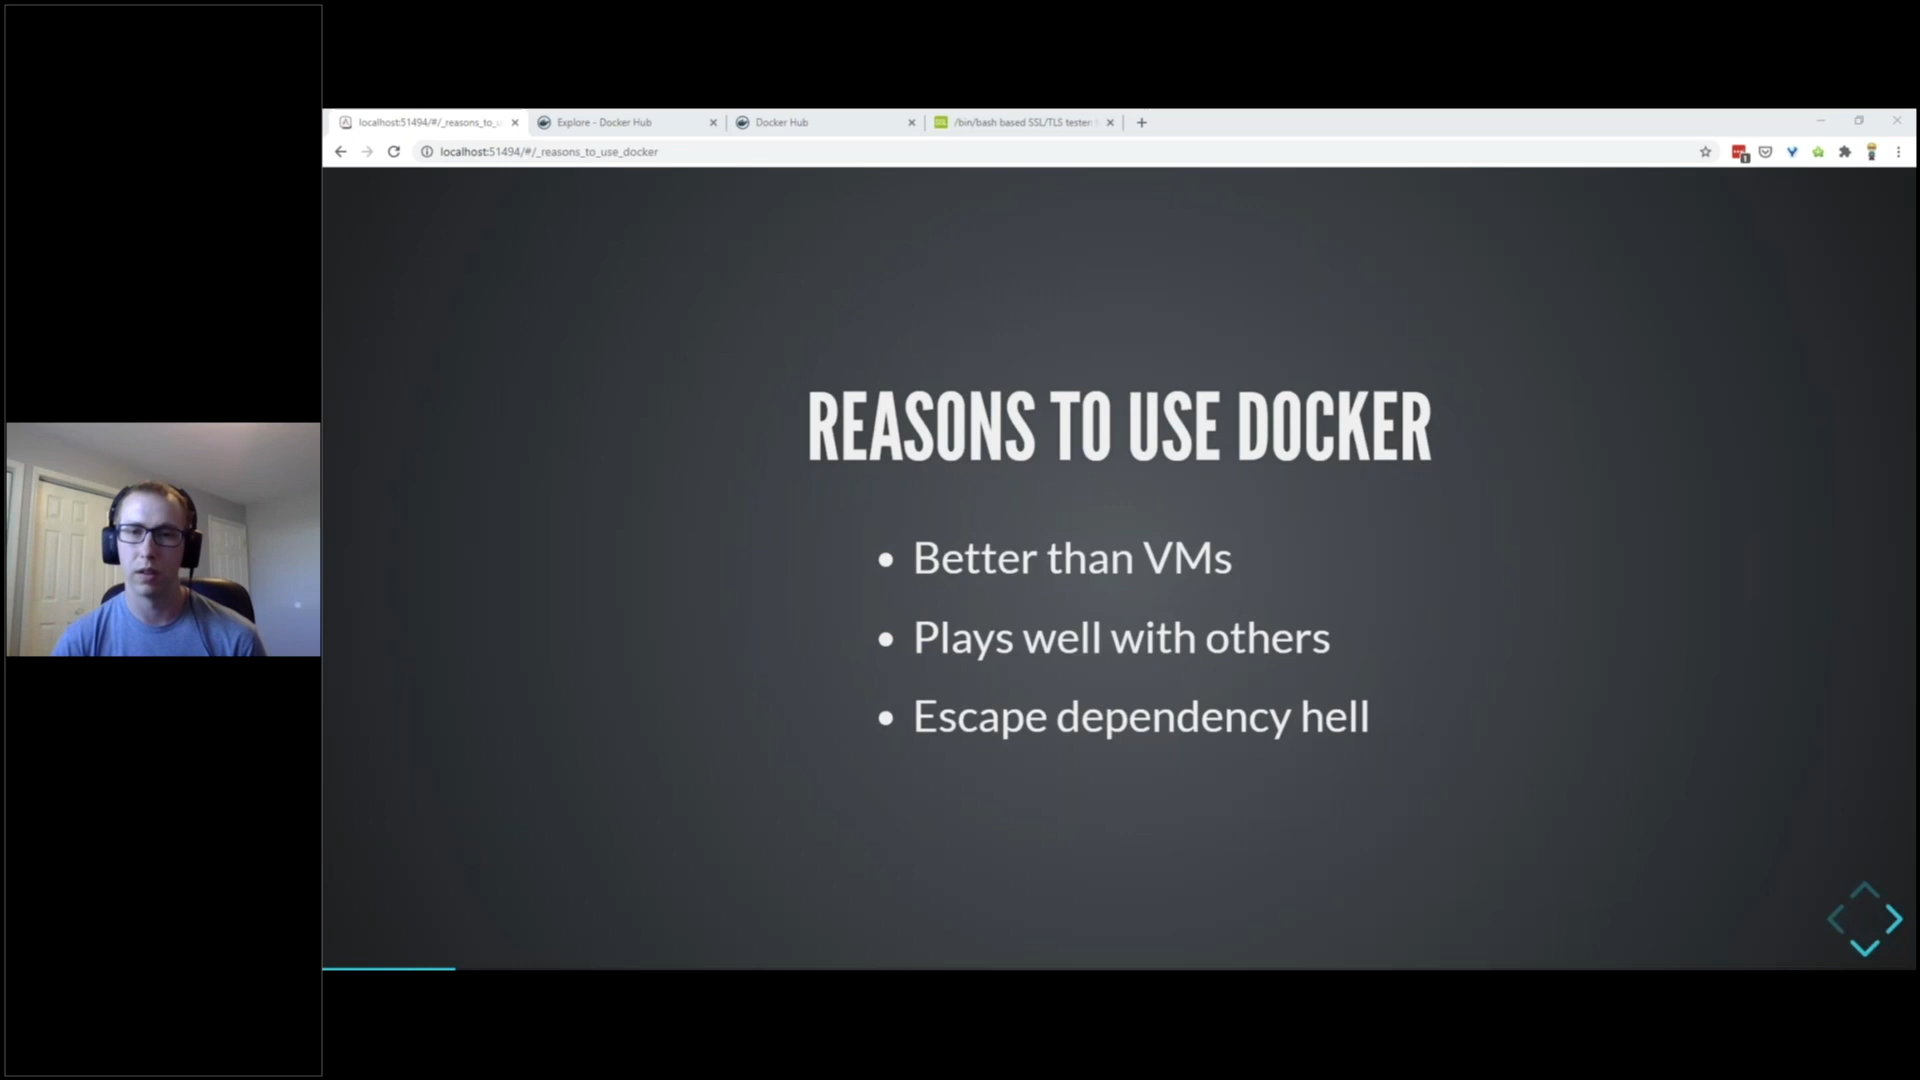 localhost:51494/#/_reasons_to_u
Explore - Docker Hub
Docker Hub
/bin/bash based SSL/TLS tester:
localhost:51494/#/_reasons_to_use_docker
REASONS TO USE DOCKER
• Better than VMs
• Plays well with others
• Escape dependency hell